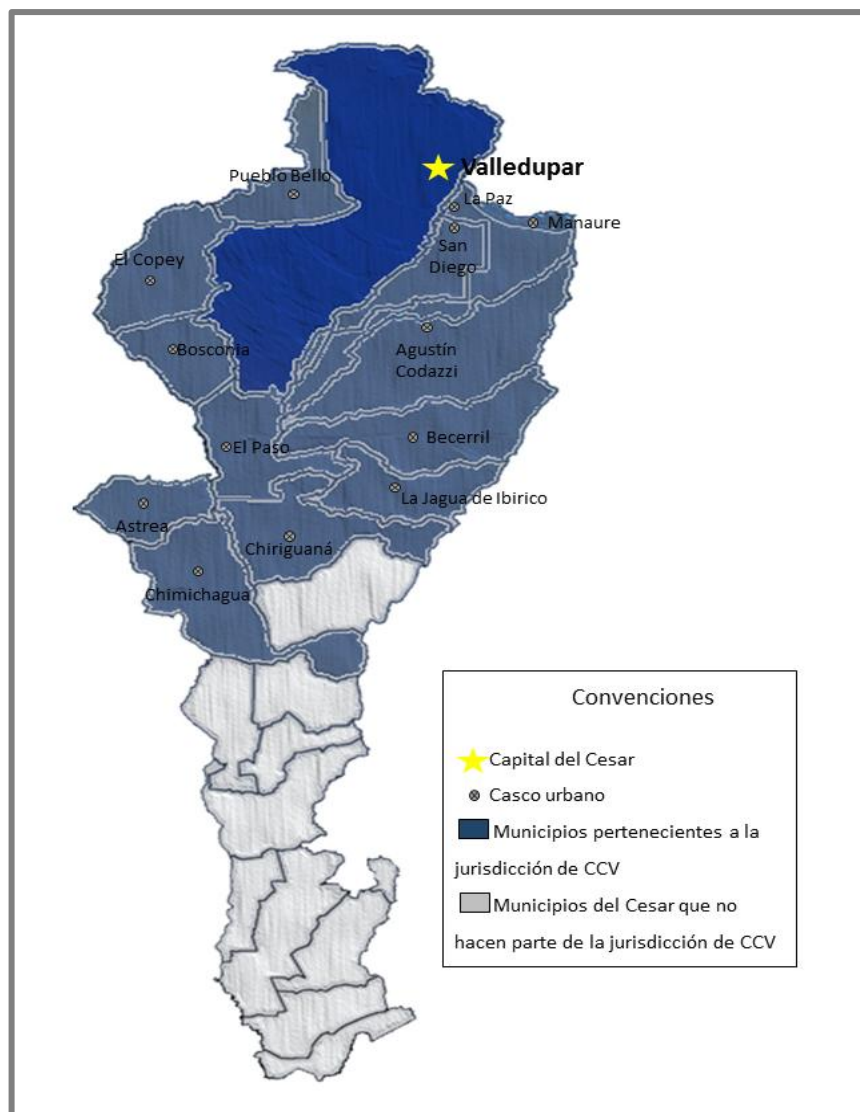 Valledupar
Pueblo Bello
La Paz
Manaure
San
Diego
El Copey
Bosconia
Agustín
Codazzi
El Paso
Becerril
La Jagua de Ibirico
Astrea
Chiriguaná
Chimichagua
Convenciones
Capital del Cesar
Casco urbano
Municipios pertenecientes a la
jurisdicción de CCV
Municipios del Cesar que no
hacen parte de la jurisdicción de CCV